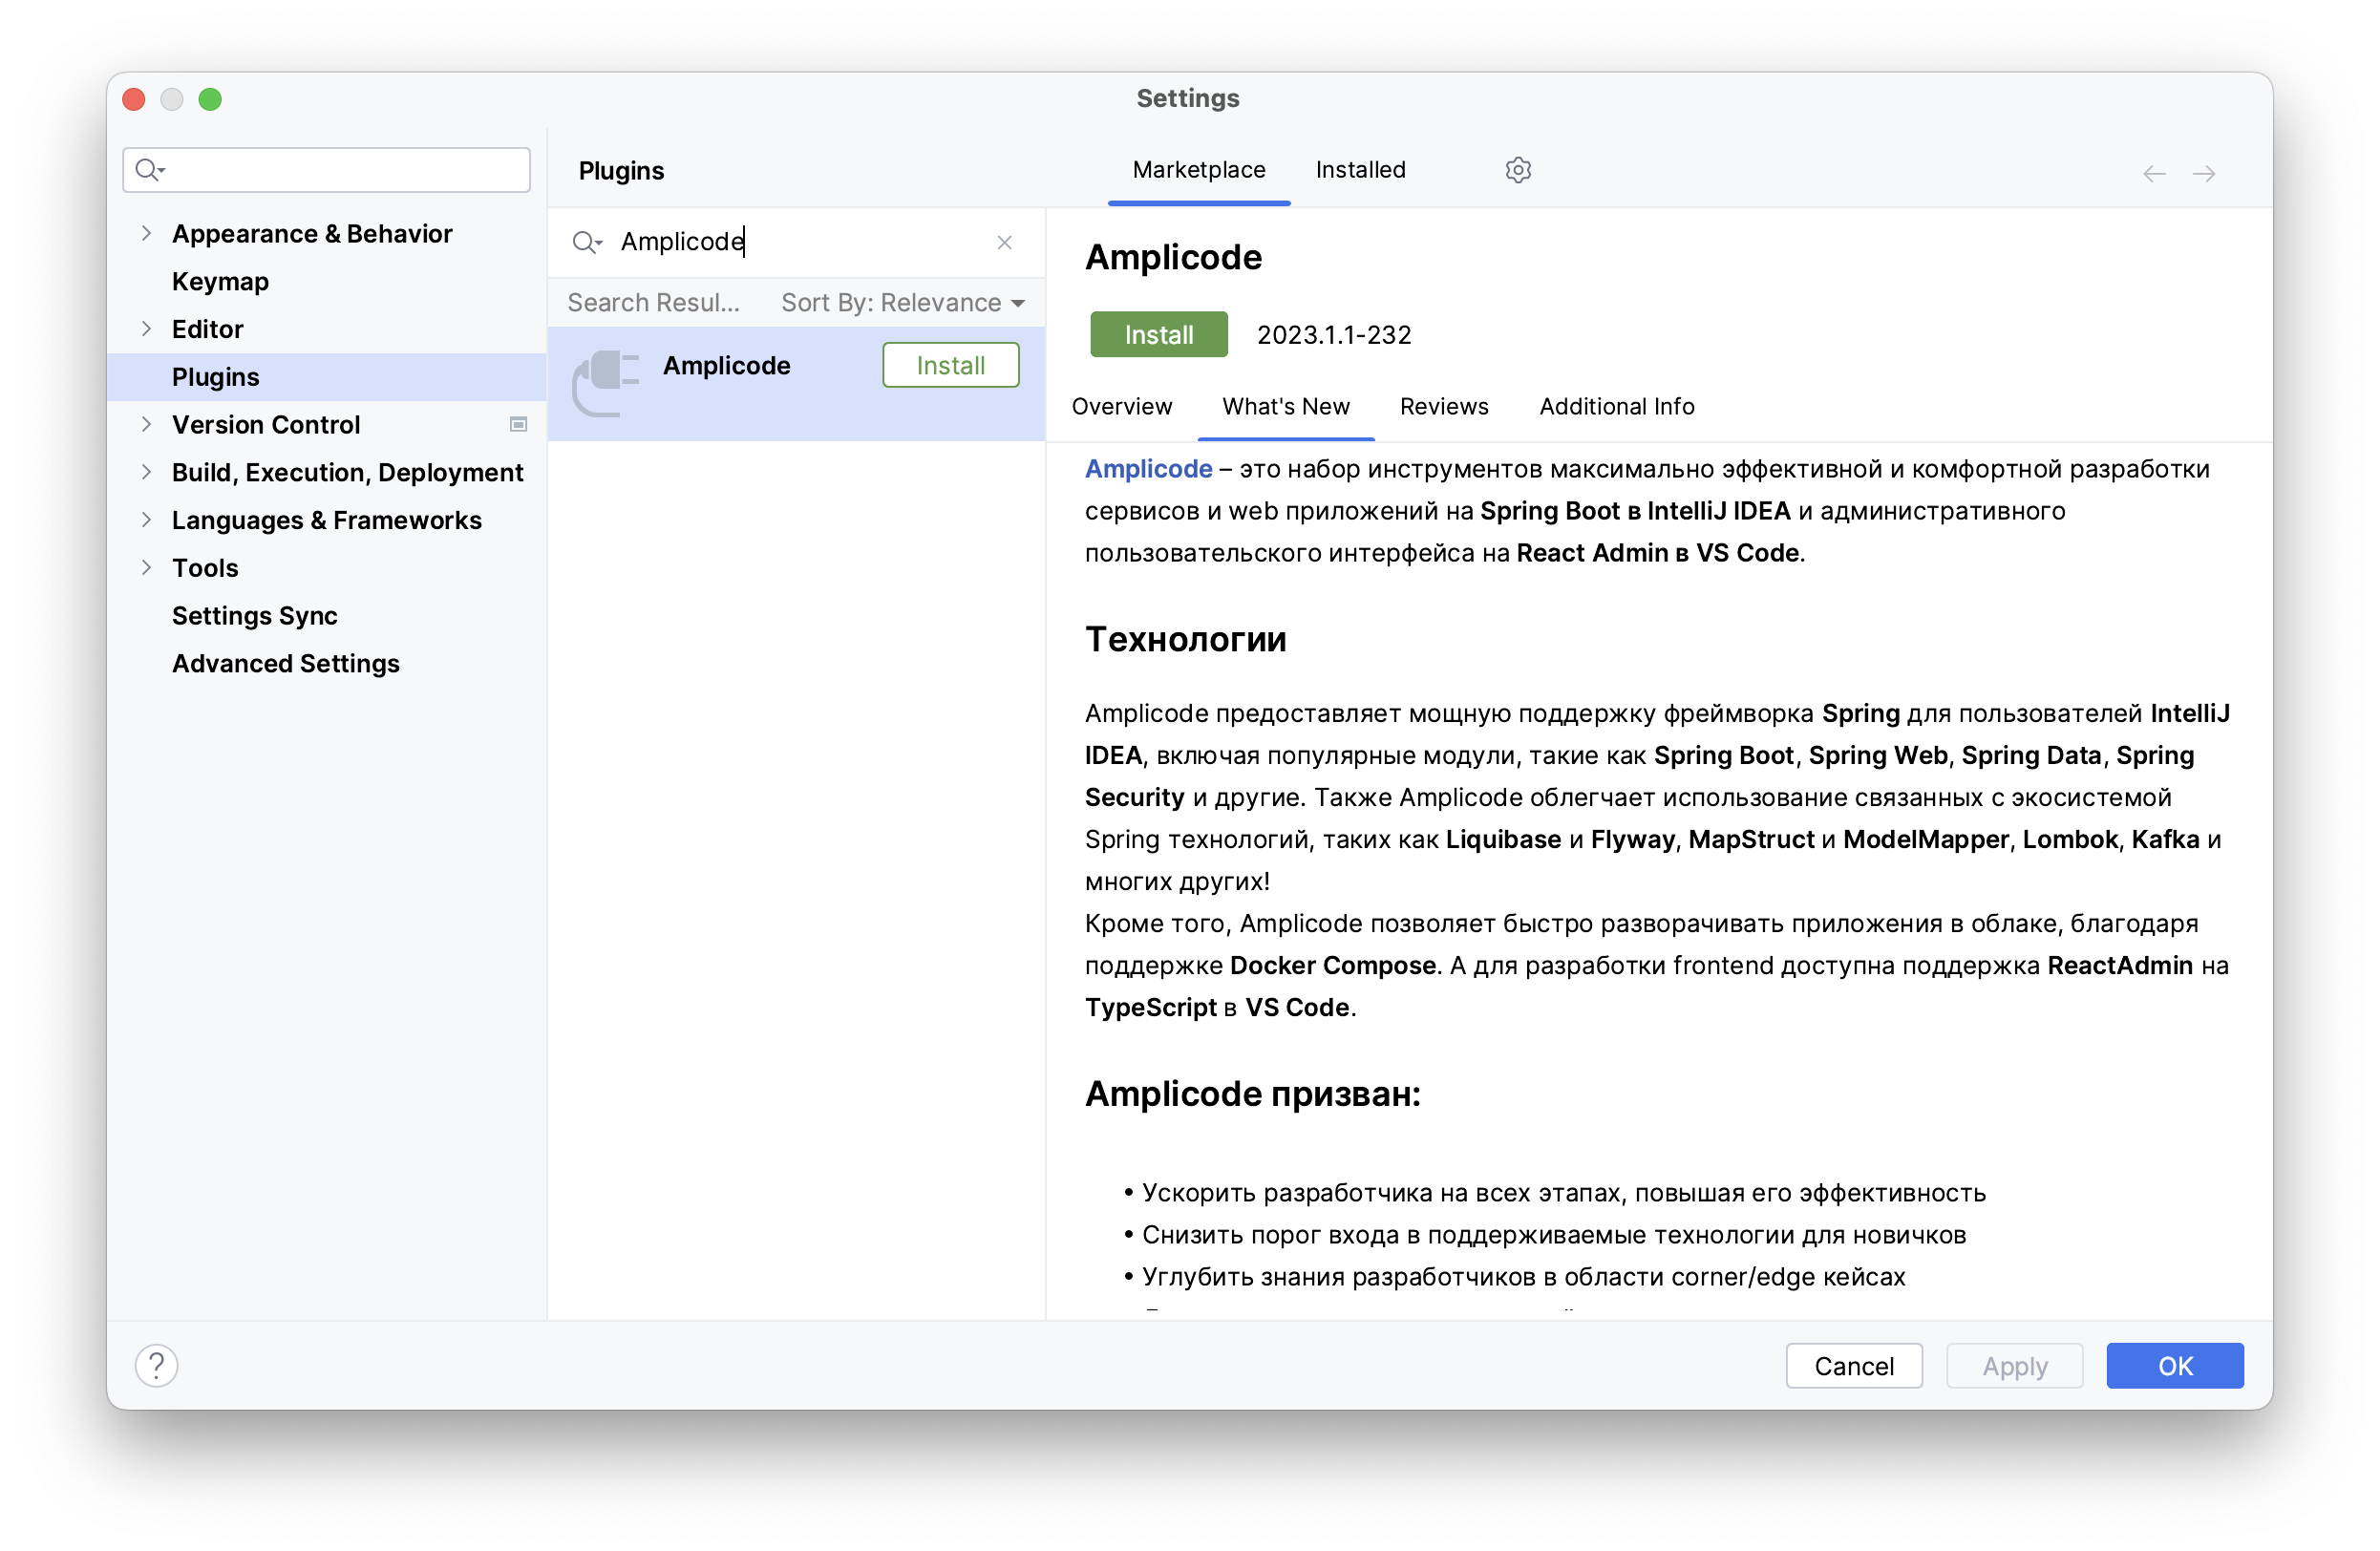 Settings
Appearance & Behavior
Keymap
Editor
Plugins
Version Control
Build, Execution, Deployment
Languages & Frameworks
Tools
Settings Sync
Advanced Settings
Plugins
Marketplace
Installed
Amplicode
Search Resul...
Sort By: Relevance
Amplicode
Install
Amplicode
Install
2023.1.1-232
Overview
What's New
Reviews
Additional Info
Amplicode – это набор инструментов максимально эффективной и комфортной разработки
сервисов и web приложений на Spring Boot в IntelliJ IDEA и административного
пользовательского интерфейса на React Admin в VS Code.
Технологии
Amplicode предоставляет мощную поддержку фреймворка Spring для пользователей IntelliJ
IDEA, включая популярные модули, такие как Spring Boot, Spring Web, Spring Data, Spring
Security и другие. Также Amplicode облегчает использование связанных с экосистемой
Spring технологий, таких как Liquibase и Flyway, MapStruct и ModelMapper, Lombok, Kafka и
многих других!
Кроме того, Amplicode позволяет быстро разворачивать приложения в облаке, благодаря
поддержке Docker Compose. А для разработки frontend доступна поддержка ReactAdmin на
TypeScript в VS Code.
Amplicode призван:
• Ускорить разработчика на всех этапах, повышая его эффективность
• Снизить порог входа в поддерживаемые технологии для новичков
• Углубить знания разработчиков в области corner/edge кейсах
?
Cancel
Apply
OK